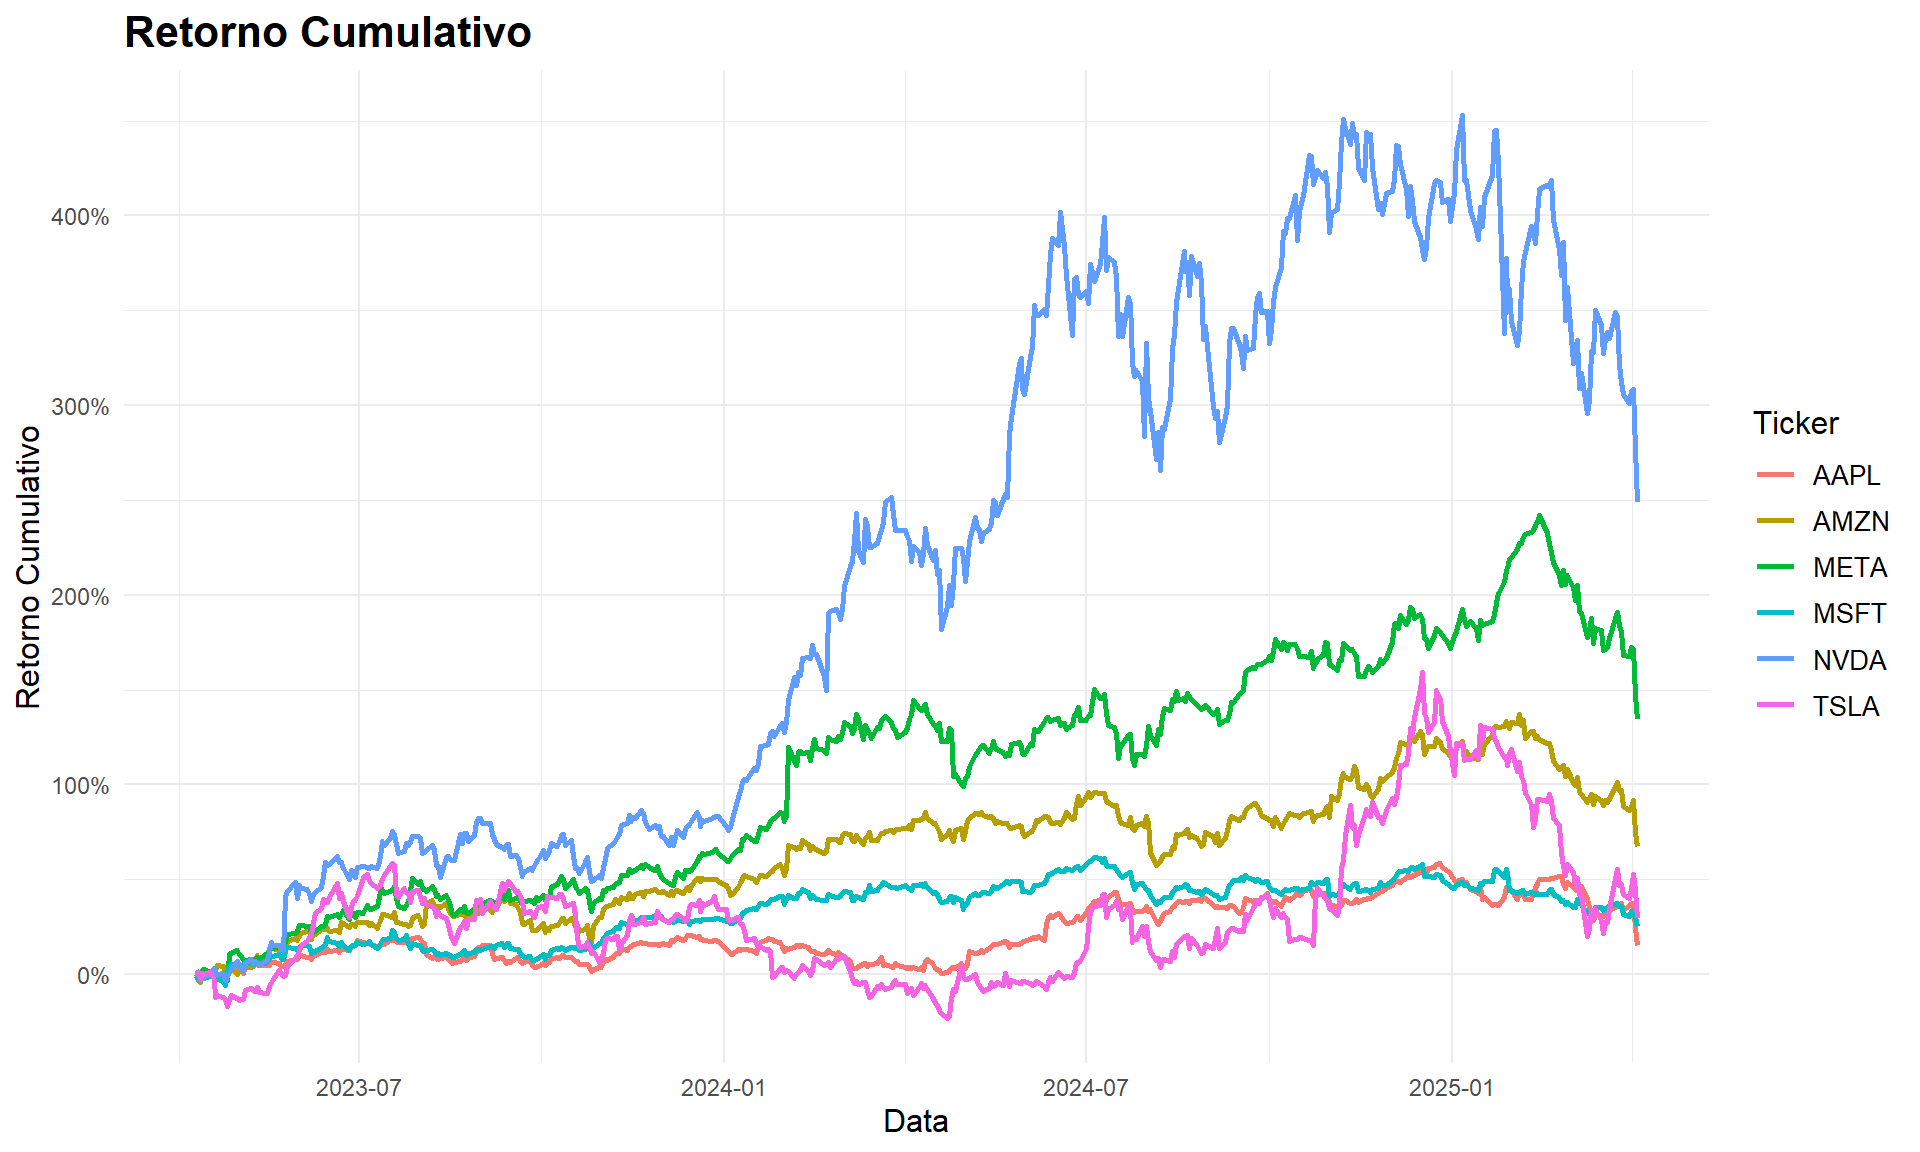 Retorno Cumulativo
Retorno Cumulativo
400%
300%
200%
100%
0%
2023-07
2024-01
2024-07
2025-01
Data
Ticker
AAPL
AMZN
META
MSFT
NVDA
TSLA